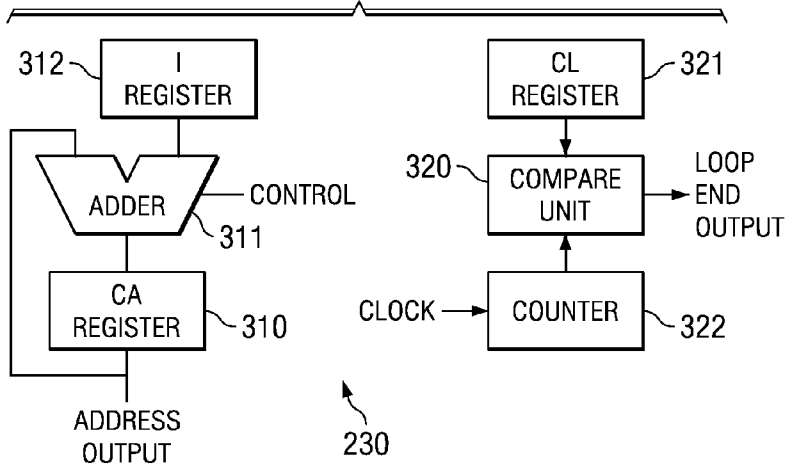 312
I
REGISTER
ADDER
CONTROL
311
CA
REGISTER
310
ADDRESS
OUTPUT
CL
REGISTER
321
320
COMPARE
UNIT
LOOP
END
OUTPUT
CLOCK
COUNTER
322
230